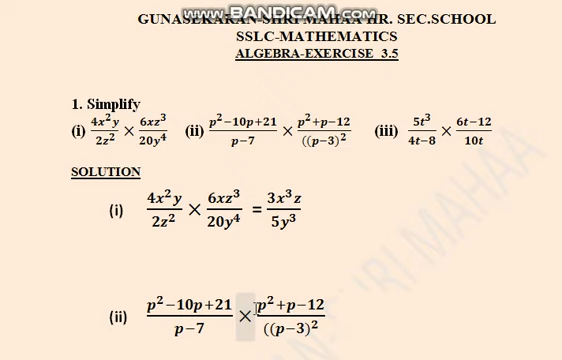 WWW.BANDICAM.COM
GUNASEKARAN-SHRI MAHAA HR. SEC.SCHOOL
SSLC-MATHEMATICS
ALGEBRA-EXERCISE 3.5
1. Simplify
(i) 4x²y/2z² × 6xz³/20y⁴ (ii) p²−10p+21/p−7 × p²+p−12/((p−3)² (iii) 5t³/4t−8 × 6t−12/10t
SOLUTION
(i) 4x²y/2z² × 6xz³/20y⁴ = 3x³z/5y³
(ii) p²−10p+21/p−7 × p²+p−12/((p−3)²